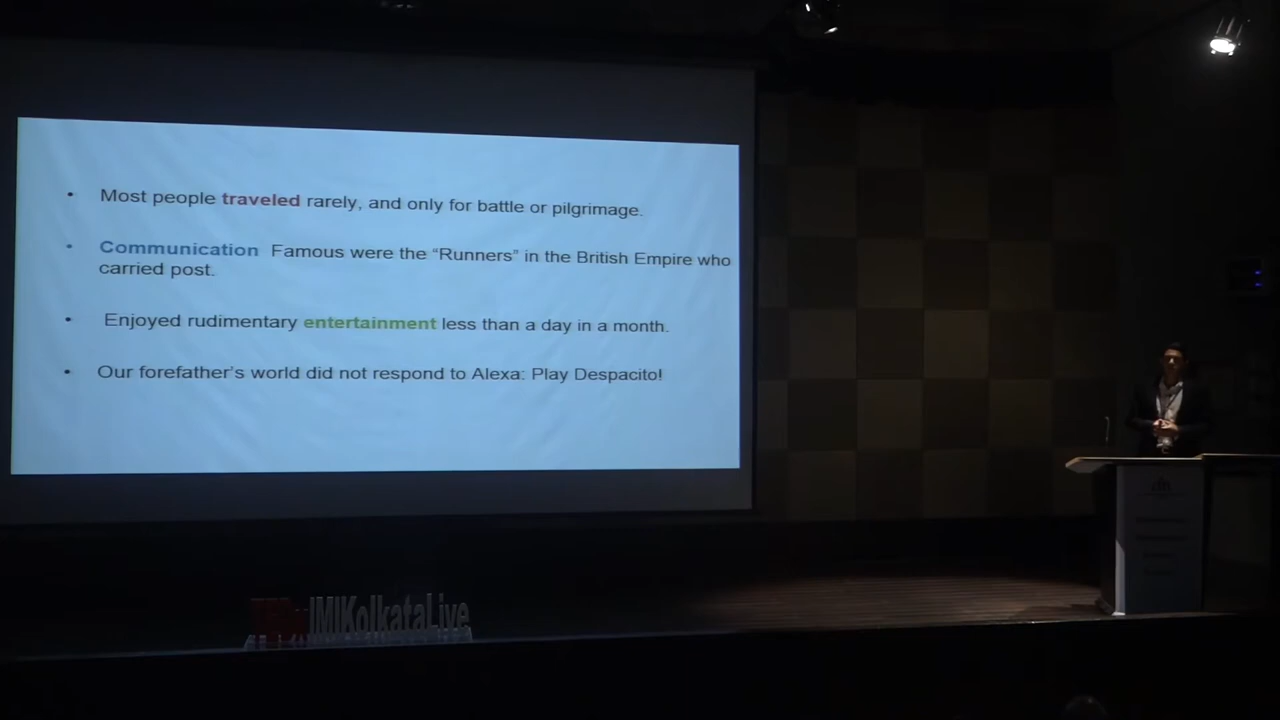 • Most people traveled rarely, and only for battle or pilgrimage.
• Communication Famous were the “Runners” in the British Empire who
carried post.
• Enjoyed rudimentary entertainment less than a day in a month.
• Our forefather’s world did not respond to Alexa: Play Despacito!
IMIKolkataLive